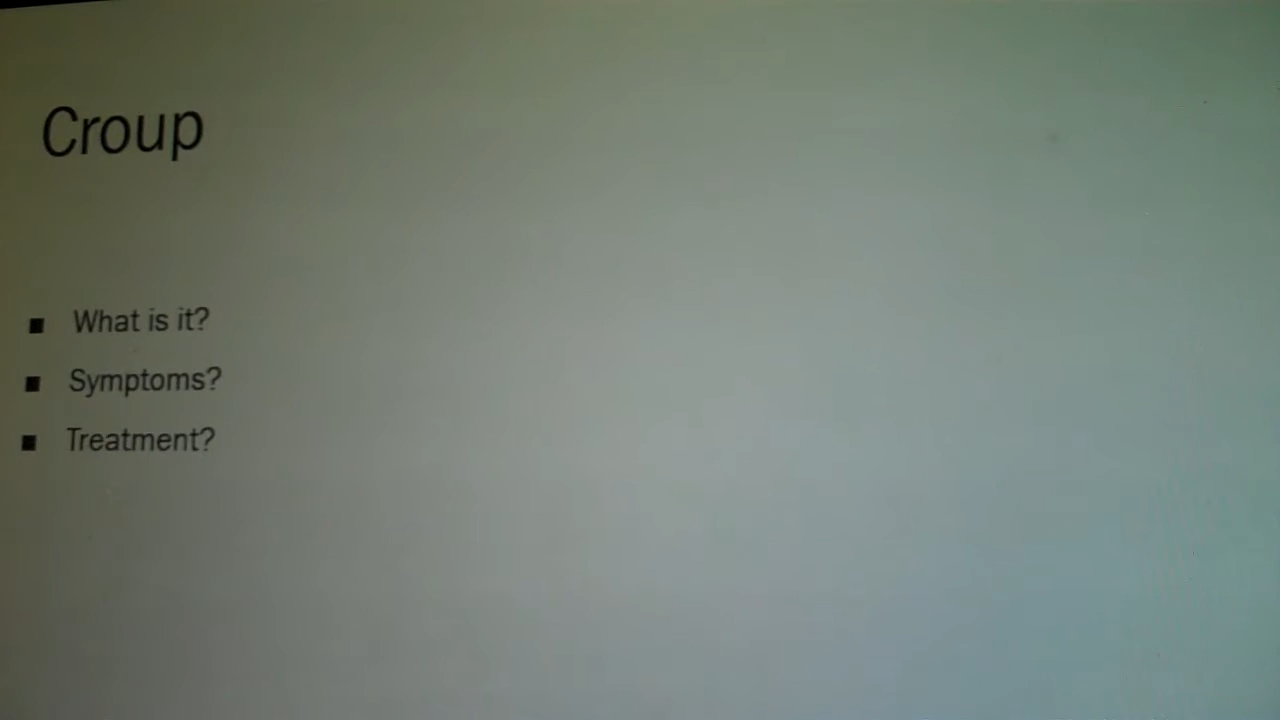 Croup
■ What is it?
■ Symptoms?
■ Treatment?